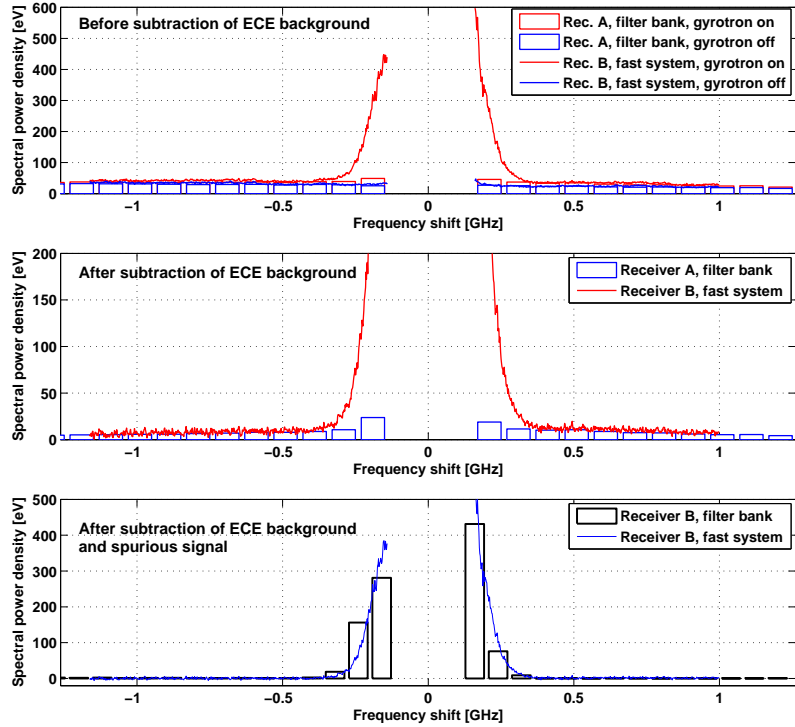 600
500
400
300
200
100
0
Spectral power density [eV]
Before subtraction of ECE background
Rec. A, filter bank, gyrotron on
Rec. A, filter bank, gyrotron off
Rec. B, fast system, gyrotron on
Rec. B, fast system, gyrotron off
−1
−0.5
0
0.5
1
Frequency shift [GHz]
200
150
100
50
0
Spectral power density [eV]
After subtraction of ECE background
Receiver A, filter bank
Receiver B, fast system
−1
−0.5
0
0.5
1
Frequency shift [GHz]
500
400
300
200
100
0
Spectral power density [eV]
After subtraction of ECE background
and spurious signal
Receiver B, filter bank
Receiver B, fast system
−1
−0.5
0
0.5
1
Frequency shift [GHz]